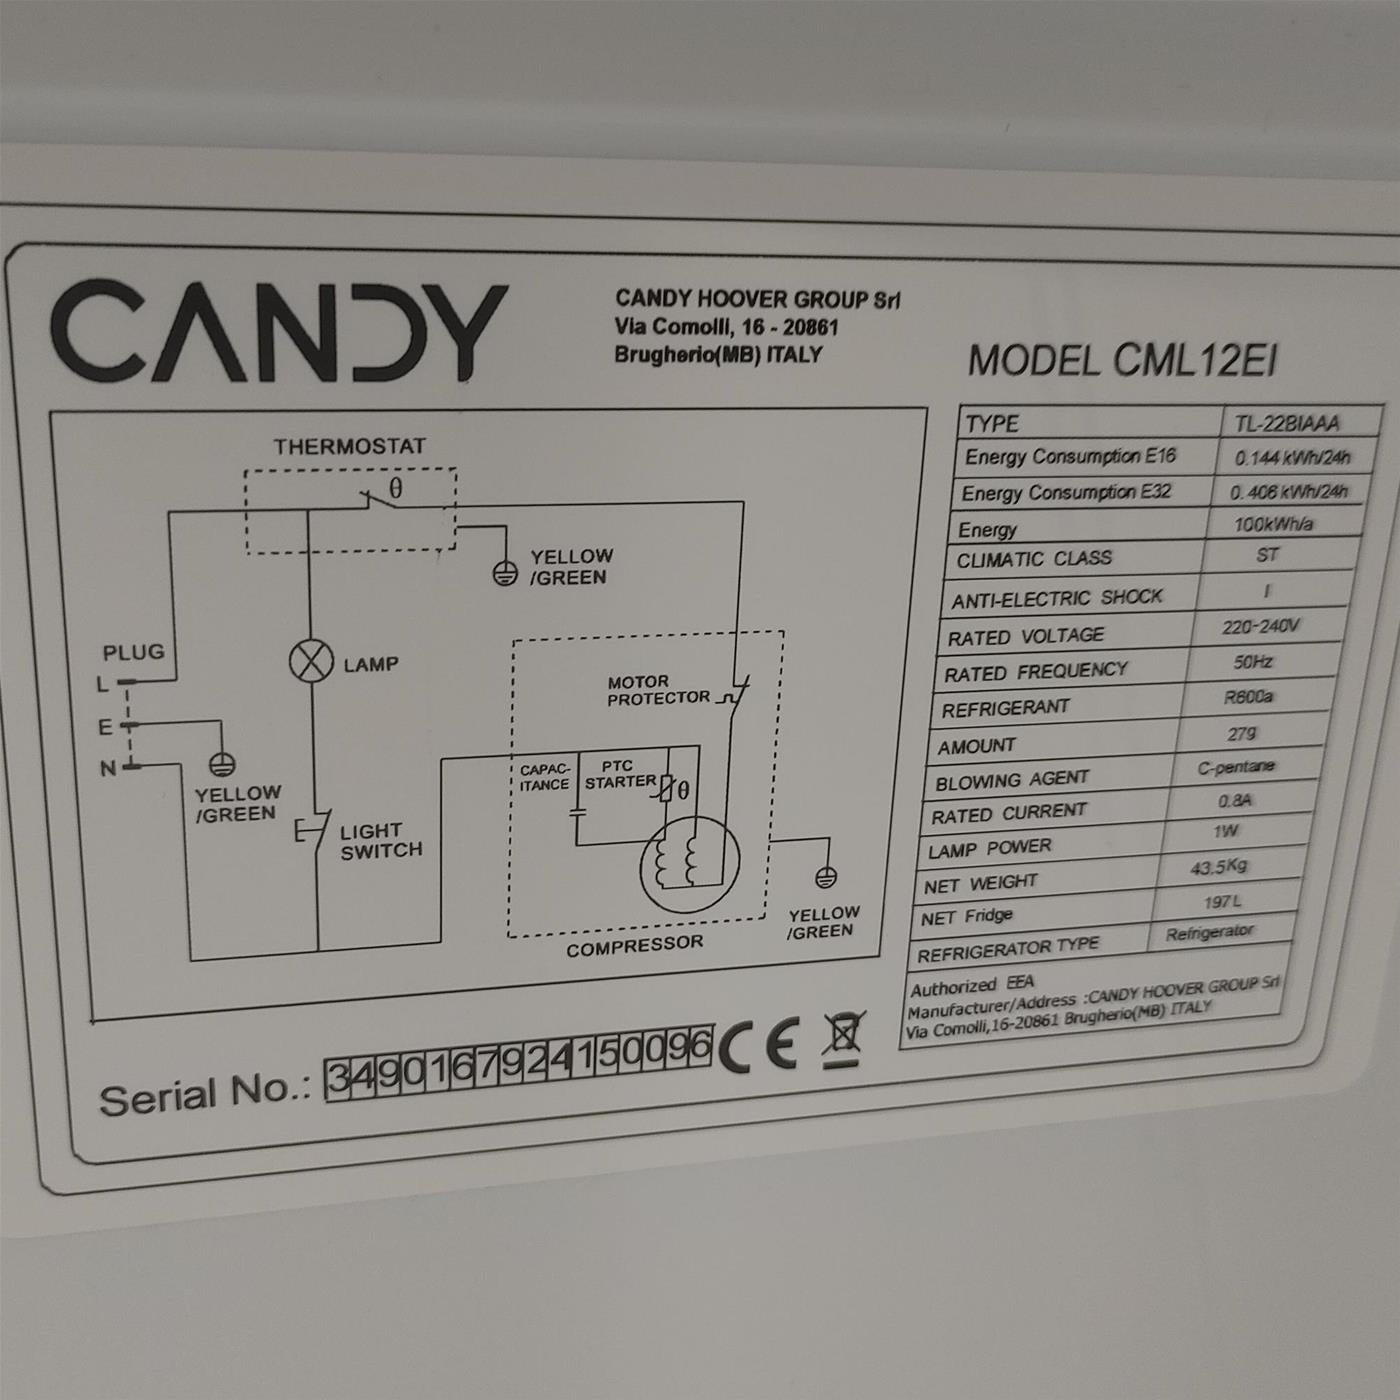 CANDY
CANDY HOOVER GROUP Srl
Via Comolli, 16 - 20861
Brugherio(MB) ITALY
MODEL CML12EI
THERMOSTAT
θ
YELLOW
/GREEN
PLUG
L
E
N
YELLOW
/GREEN
LAMP
LIGHT
SWITCH
MOTOR
PROTECTOR
CAPAC-
ITANCE
PTC
STARTER
θ
COMPRESSOR
YELLOW
/GREEN
TYPE TL-22BIAAA
Energy Consumption E16 0.144 kWh/24h
Energy Consumption E32 0.406 kWh/24h
Energy 100kWh/a
CLIMATIC CLASS ST
ANTI-ELECTRIC SHOCK I
RATED VOLTAGE 220-240V
RATED FREQUENCY 50Hz
REFRIGERANT R600a
AMOUNT 27g
BLOWING AGENT C-pentane
RATED CURRENT 0.8A
LAMP POWER 1W
NET WEIGHT 43.5Kg
NET Fridge 197L
REFRIGERATOR TYPE Refrigerator
Authorized EEA
Manufacturer/Address :CANDY HOOVER GROUP Srl
Via Comolli,16-20861 Brugherio(MB) ITALY
Serial No.: 3490167924150096 CE